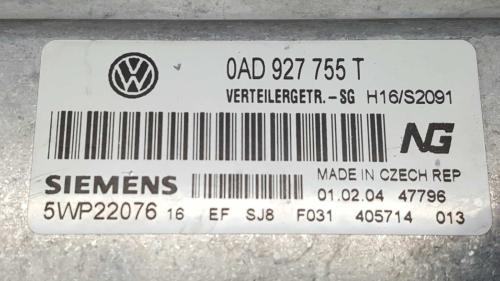 0AD 927 755 T
VERTEILERGETR.-SG H16/S2091
NG
MADE IN CZECH REP
SIEMENS 01.02.04 47796
5WP22076 16 EF SJ8 F031 405714 013